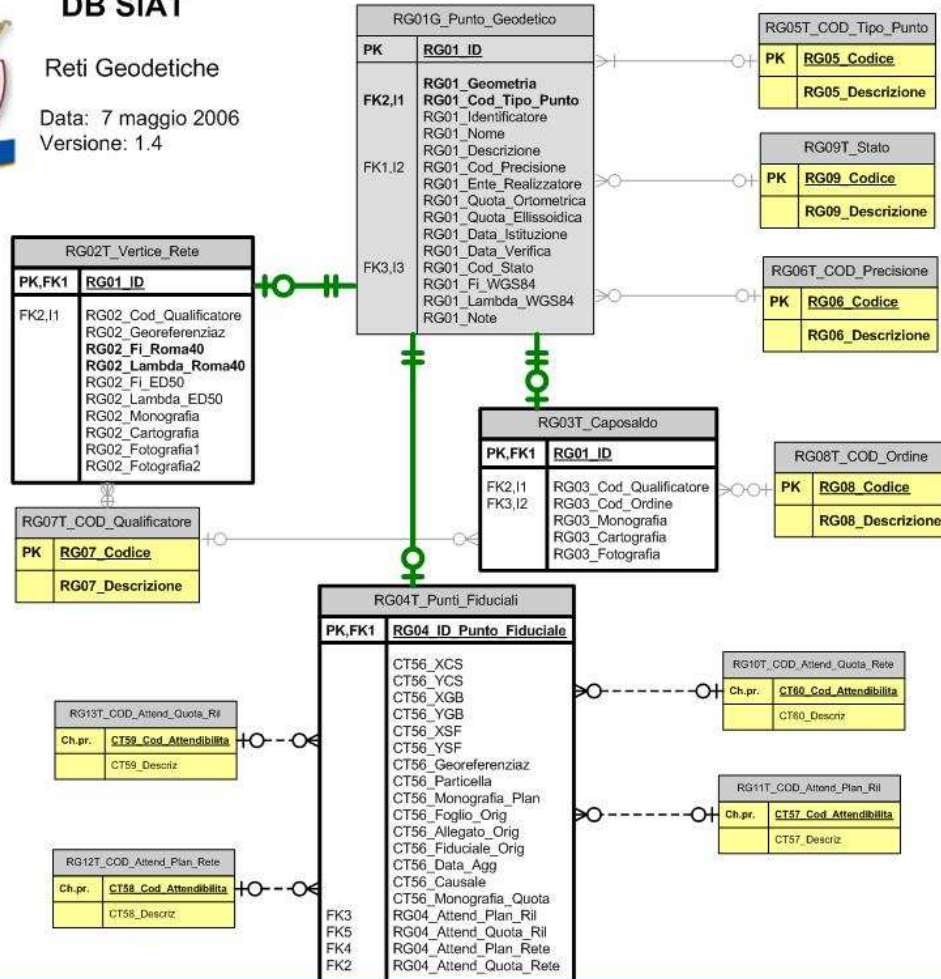 DB SIAT
Reti Geodetiche
Data: 7 maggio 2006
Versione: 1.4
RG01G_Punto_Geodetico
PK RG01_ID
RG01_Geometria
FK2,I1 RG01_Cod_Tipo_Punto
RG01_Identificatore
RG01_Nome
RG01_Descrizione
FK1,I2 RG01_Cod_Precisione
RG01_Ente_Realizzatore
RG01_Quota_Ortometrica
RG01_Quota_Ellissoidica
RG01_Data_Istituzione
RG01_Data_Verifica
FK3,I3 RG01_Cod_Stato
RG01_Fi_WGS84
RG01_Lambda_WGS84
RG01_Note
RG05T_COD_Tipo_Punto
PK RG05_Codice
RG05_Descrizione
RG09T_Stato
PK RG09_Codice
RG09_Descrizione
RG06T_COD_Precisione
PK RG06_Codice
RG06_Descrizione
RG02T_Vertice_Rete
PK,FK1 RG01_ID
FK2,I1 RG02_Cod_Qualificatore
RG02_Georeferenziaz
RG02_Fi_Roma40
RG02_Lambda_Roma40
RG02_Fi_ED50
RG02_Lambda_ED50
RG02_Monografia
RG02_Cartografia
RG02_Fotografia1
RG02_Fotografia2
RG03T_Caposaldo
PK,FK1 RG01_ID
FK2,I1 RG03_Cod_Qualificatore
FK3,I2 RG03_Cod_Ordine
RG03_Monografia
RG03_Cartografia
RG03_Fotografia
RG08T_COD_Ordine
PK RG08_Codice
RG08_Descrizione
RG07T_COD_Qualificatore
PK RG07_Codice
RG07_Descrizione
RG04T_Punti_Fiduciali
PK,FK1 RG04_ID_Punto_Fiduciale
CT56_XCS
CT56_YCS
CT56_XGB
CT56_YGB
CT56_XSF
CT56_YSF
CT56_Georeferenziaz
CT56_Particella
CT56_Monografia_Plan
CT56_Foglio_Orig
CT56_Allegato_Orig
CT56_Fiduciale_Orig
CT56_Data_Agg
CT56_Causale
CT56_Monografia_Quota
FK3 RG04_Attend_Plan_Ril
FK5 RG04_Attend_Quota_Ril
FK4 RG04_Attend_Plan_Rete
FK2 RG04_Attend_Quota_Rete
RG10T_COD_Attend_Quota_Rete
Ch.pr. CT60_Cod_Attendibilita
CT60_Descriz
RG13T_COD_Attend_Quota_Ril
Ch.pr. CT59_Cod_Attendibilita
CT59_Descriz
RG11T_COD_Attend_Plan_Ril
Ch.pr. CT57_Cod_Attendibilita
CT57_Descriz
RG12T_COD_Attend_Plan_Rete
Ch.pr. CT58_Cod_Attendibilita
CT58_Descriz